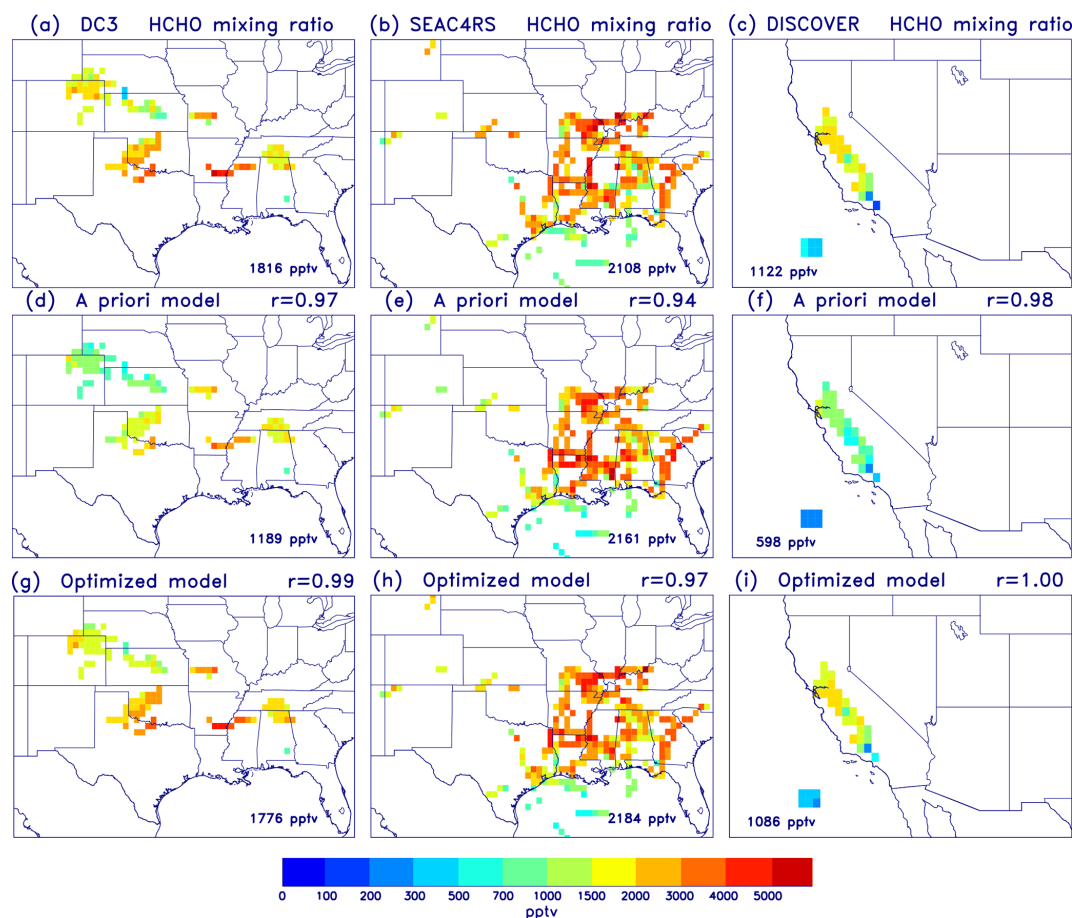 (a) DC3 HCHO mixing ratio
(b) SEAC4RS HCHO mixing ratio
(c) DISCOVER HCHO mixing ratio
1816 pptv
2108 pptv
1122 pptv
(d) A priori model r=0.97
(e) A priori model r=0.94
(f) A priori model r=0.98
1189 pptv
2161 pptv
598 pptv
(g) Optimized model r=0.99
(h) Optimized model r=0.97
(i) Optimized model r=1.00
1776 pptv
2184 pptv
1086 pptv
0 100 200 300 500 700 1000 1500 2000 3000 4000 5000
pptv